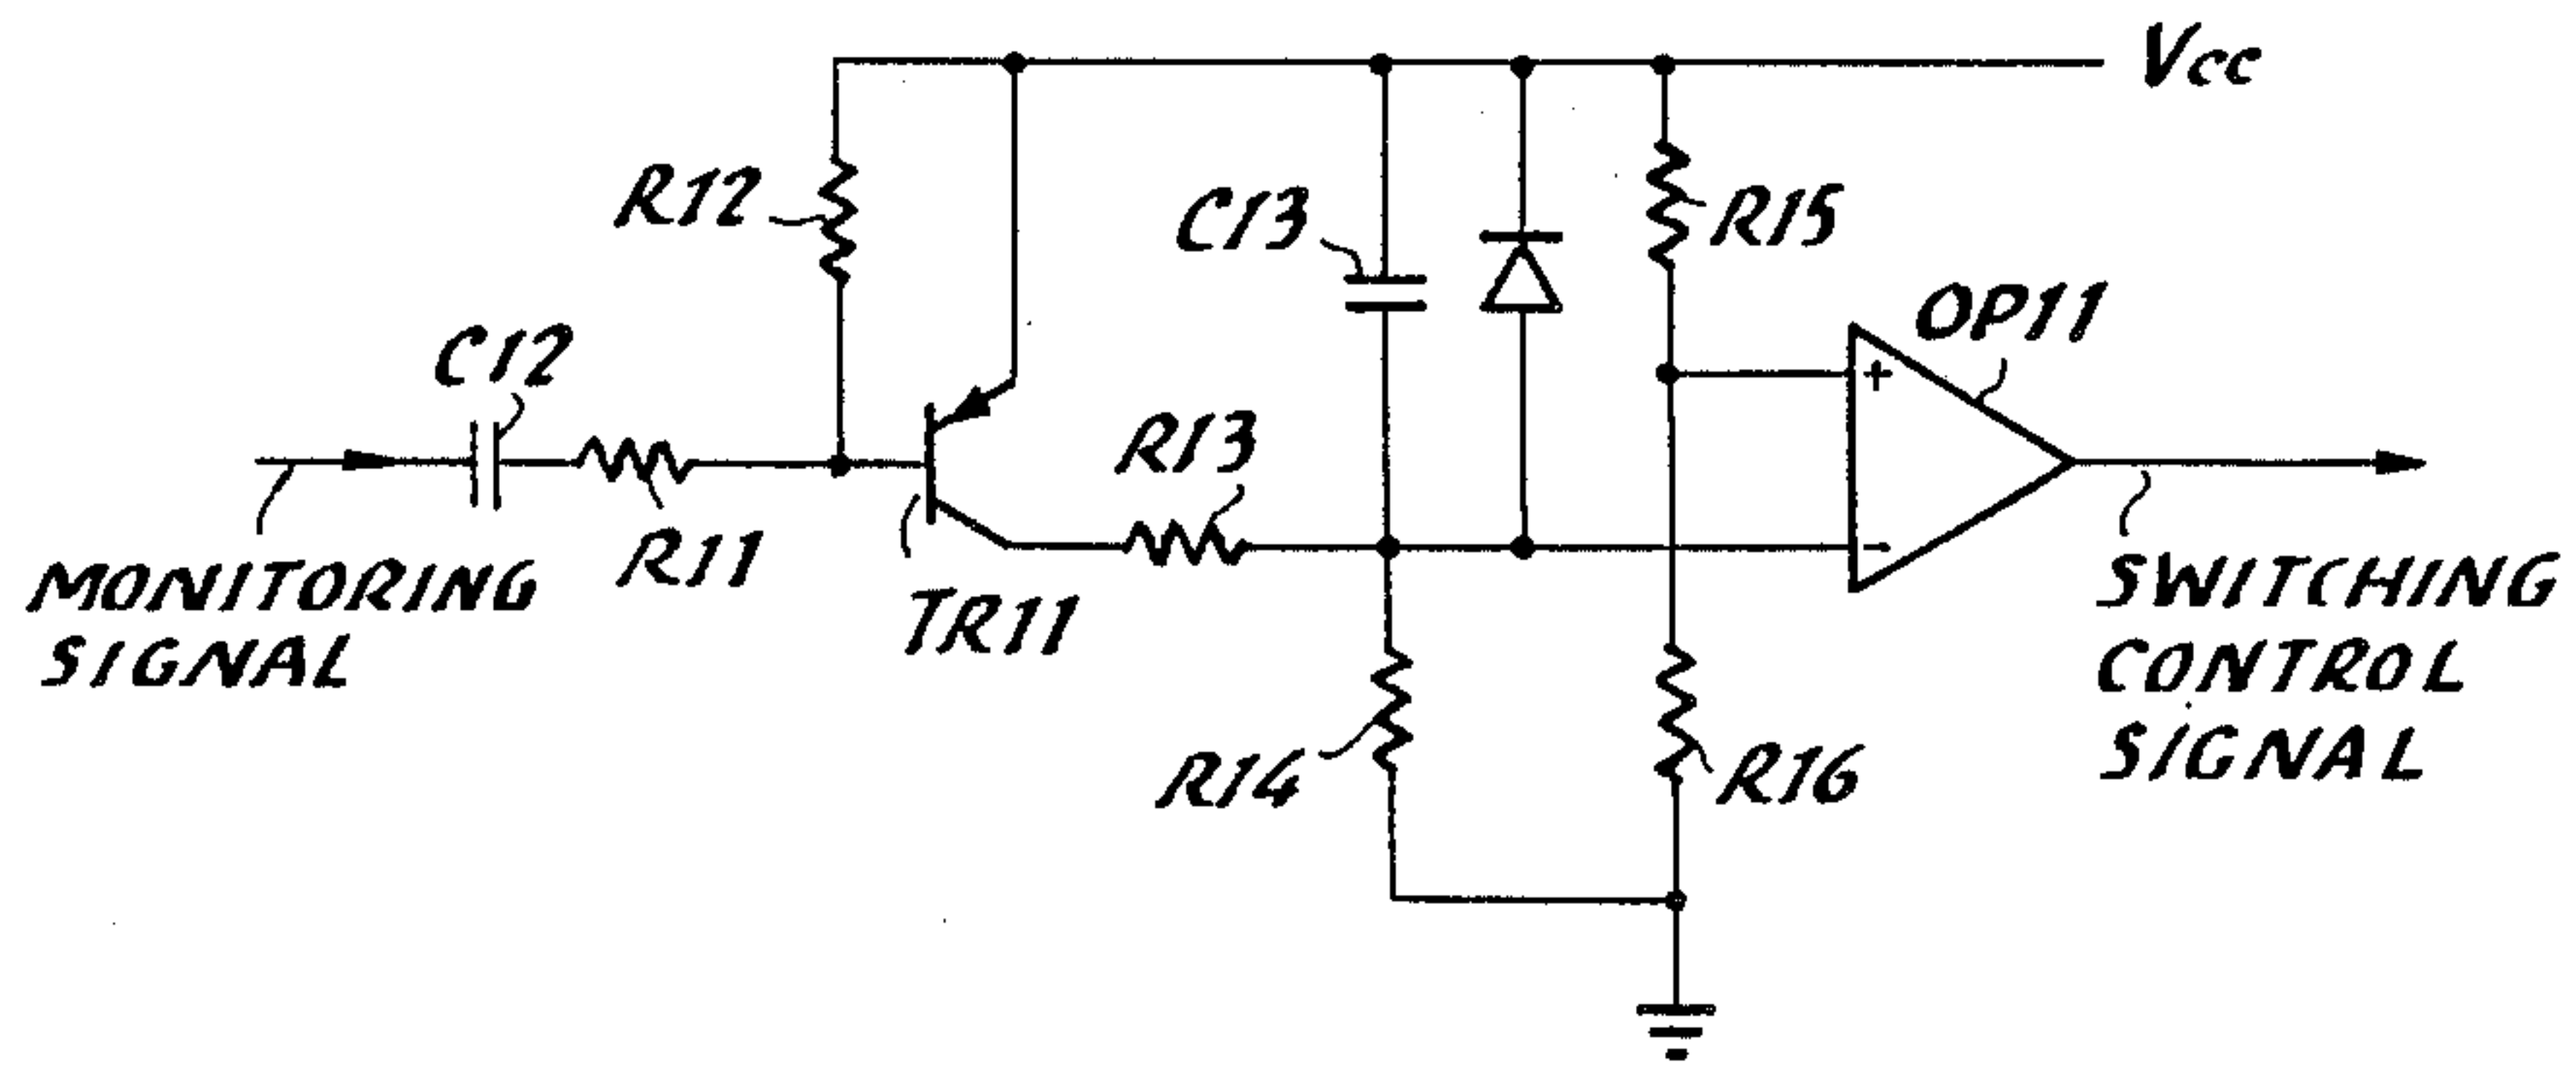 Vcc
R12
C13
R15
OP11
C12
+
R13
-
R11
MONITORING
SIGNAL
TR11
SWITCHING
CONTROL
SIGNAL
R14
R16